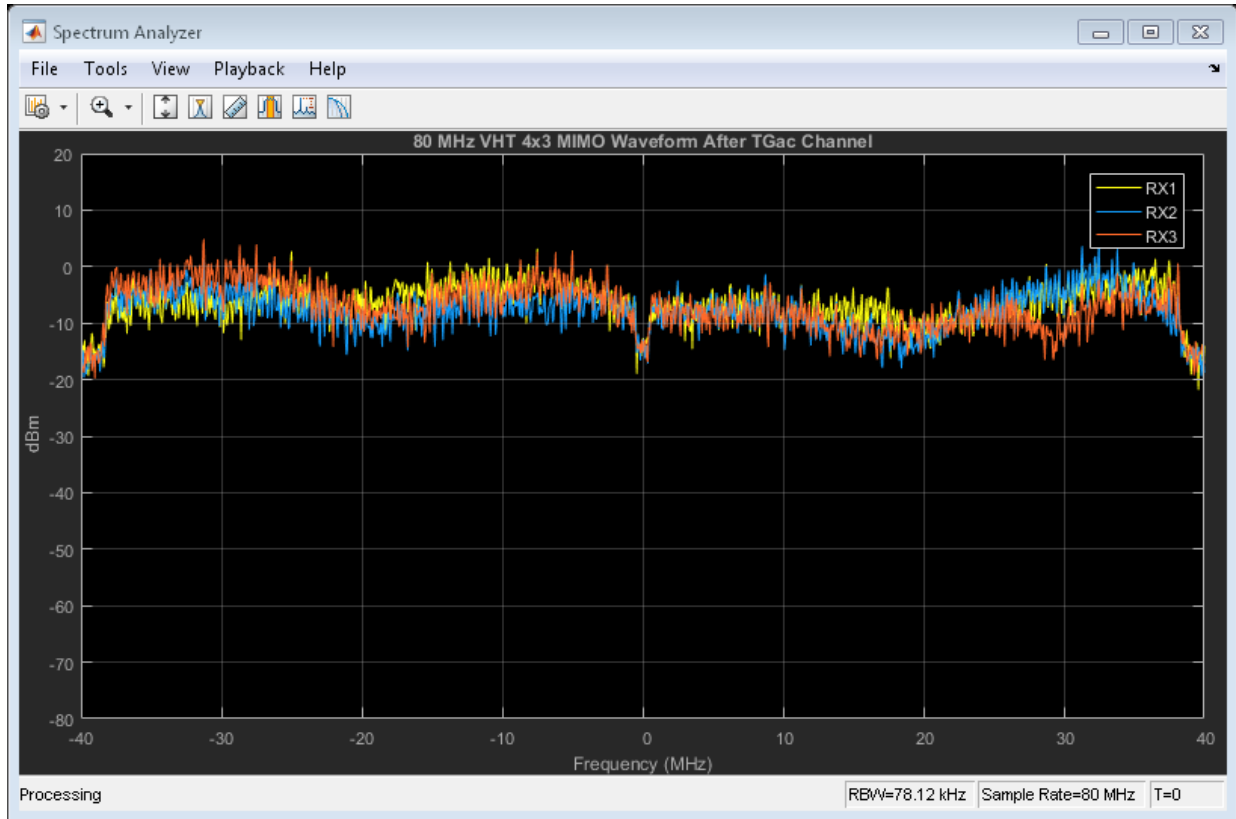 Spectrum Analyzer
File Tools View Playback Help
80 MHz VHT 4x3 MIMO Waveform After TGac Channel
RX1
RX2
RX3
20
10
0
-10
-20
-30
-40
-50
-60
-70
-80
dBm
-40 -30 -20 -10 0 10 20 30 40
Frequency (MHz)
Processing RBW=78.12 kHz Sample Rate=80 MHz T=0